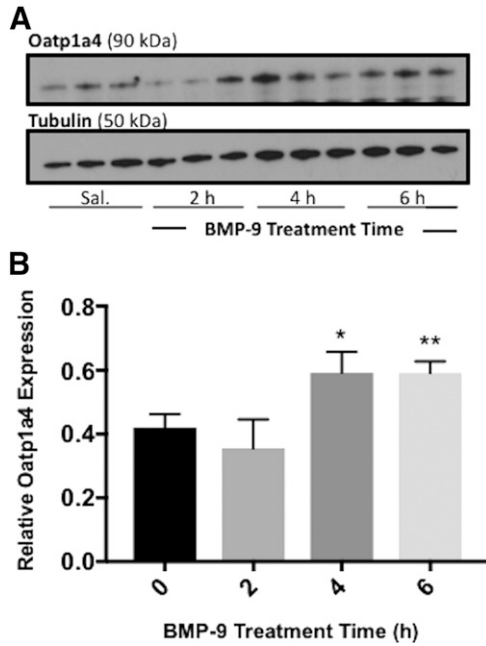 A
Oatp1a4 (90 kDa)
Tubulin (50 kDa)
Sal. 2 h 4 h 6 h
BMP-9 Treatment Time
B
Relative Oatp1a4 Expression
0.8
0.6
0.4
0.2
0.0
* **
0 2 4 6
BMP-9 Treatment Time (h)